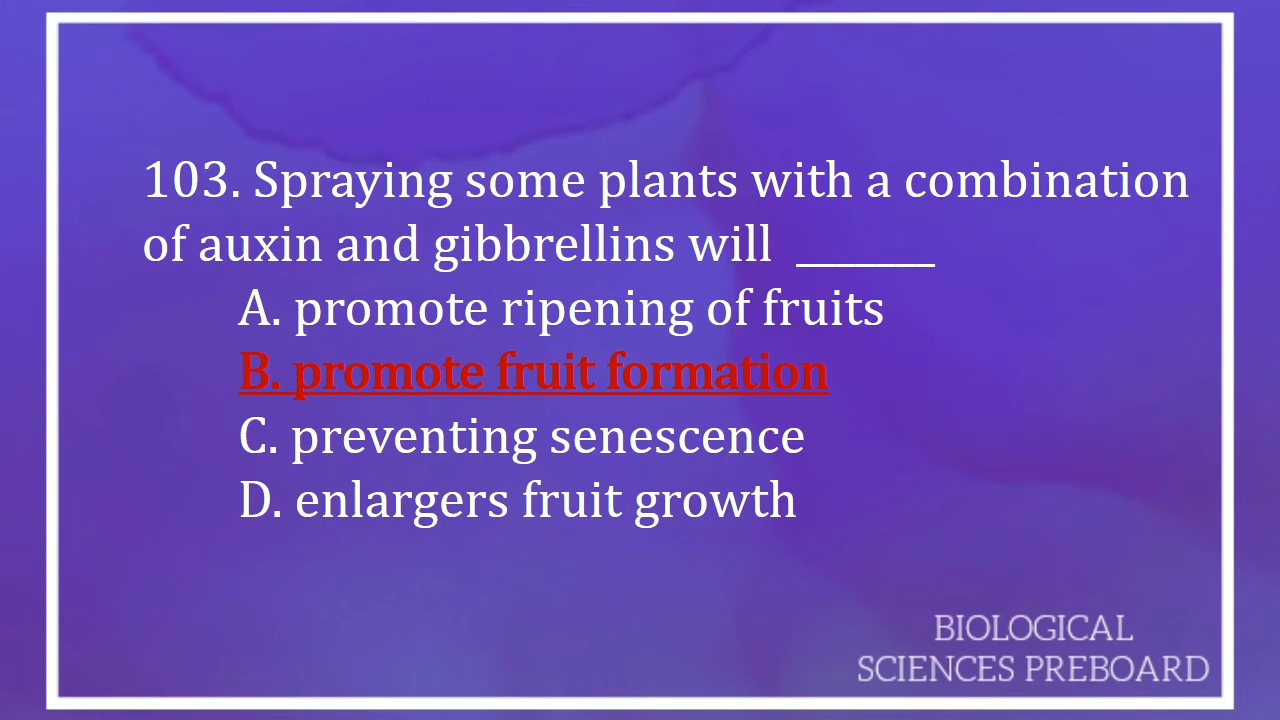 103. Spraying some plants with a combination
of auxin and gibbrellins will _______
A. promote ripening of fruits
B. promote fruit formation
C. preventing senescence
D. enlargers fruit growth
BIOLOGICAL
SCIENCES PREBOARD